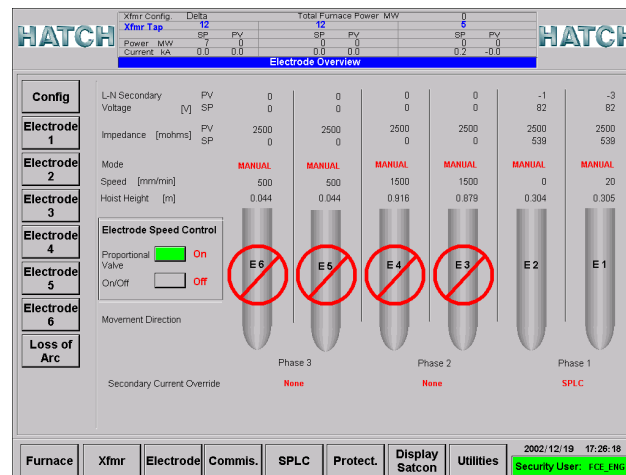 HATCH
Xfmr Config. Delta Total Furnace Power MW 0
Xfmr Tap 12 12 5
SP PV SP PV SP PV
Power MW 7 0 0 0 0 0
Current kA 0.0 0.0 0.0 0.0 0.2 -0.0
Electrode Overview
HATCH
Config
Electrode
1
Electrode
2
Electrode
3
Electrode
4
Electrode
5
Electrode
6
Loss of
Arc
L-N Secondary PV 0 0 0 0 -1 -3
Voltage [V] SP 0 0 0 0 82 82
Impedance [mohms] PV 2500 2500 2500 2500 2500 2500
SP 0 0 0 0 539 539
Mode MANUAL MANUAL MANUAL MANUAL MANUAL MANUAL
Speed [mm/min] 500 500 1500 1500 0 20
Hoist Height [m] 0.044 0.044 0.916 0.879 0.304 0.305
Electrode Speed Control
Proportional
Valve
On
On/Off Off
E 6 E 5 E 4 E 3 E 2 E 1
Movement Direction
Phase 3 Phase 2 Phase 1
Secondary Current Override None None SPLC
Furnace
Xfmr
Electrode
Commis.
SPLC
Protect.
Display
Satcon
Utilities
2002/12/19 17:26:18
Security User: FCE_ENG